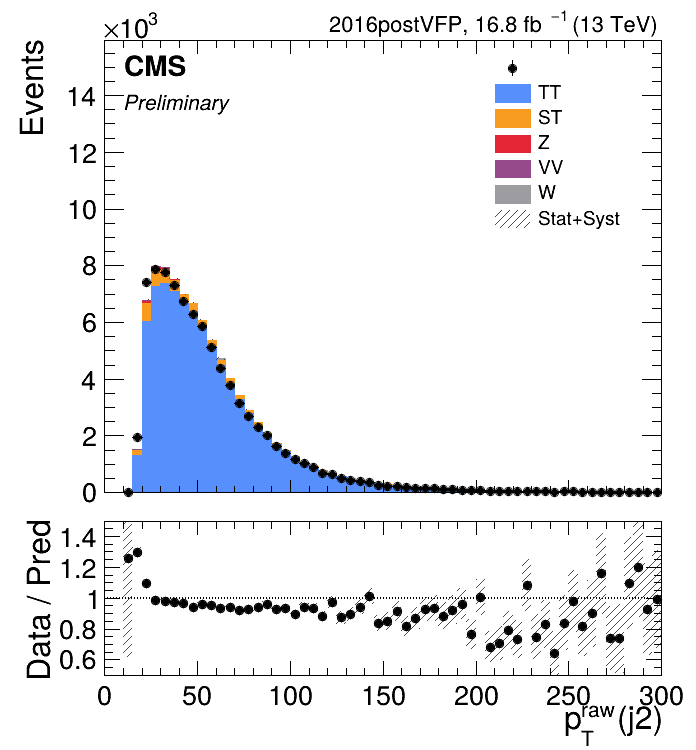 ×10³ 2016postVFP, 16.8 fb ⁻¹ (13 TeV)
CMS
Preliminary
Events
TT
ST
Z
VV
W
Stat+Syst
14
12
10
8
6
4
2
0
Data / Pred
1.4
1.2
1
0.8
0.6
0 50 100 150 200 250 300
p_T^raw(j2)